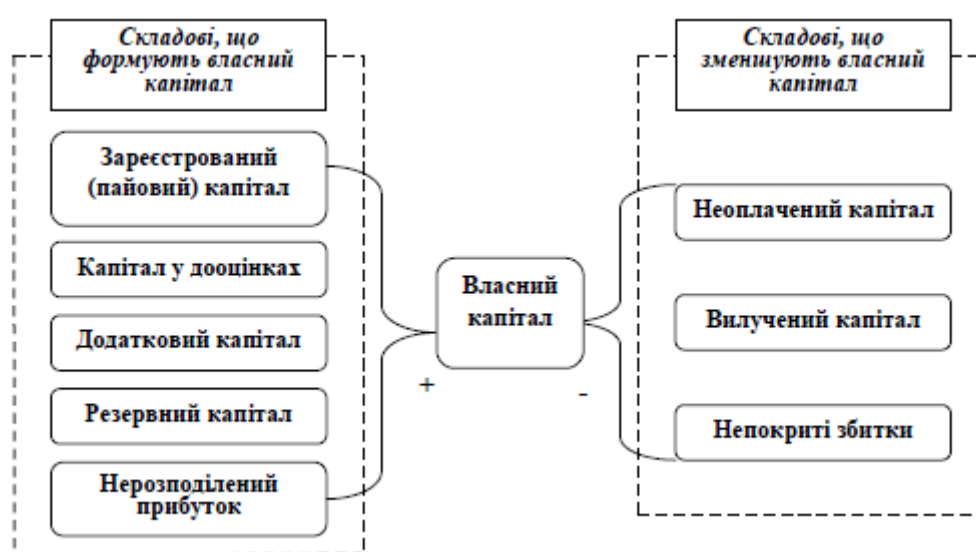 Складові, що
формують власний
капітал
Зареєстрований
(пайовий) капітал
Капітал у дооцінках
Додатковий капітал
Резервний капітал
Нерозподілений
прибуток
Власний
капітал
+
-
Складові, що
зменшують власний
капітал
Неоплачений капітал
Вилучений капітал
Непокриті збитки